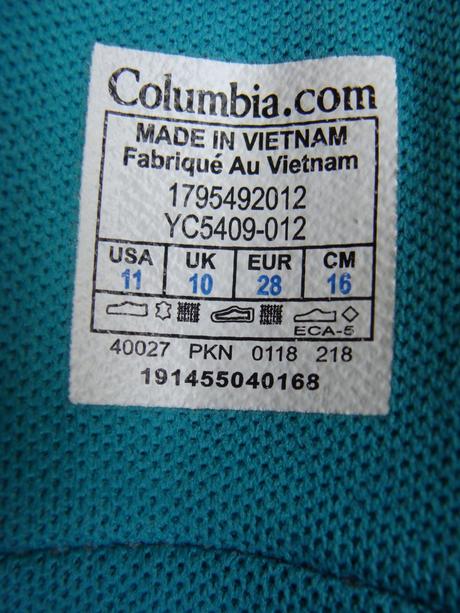 Columbia.com
MADE IN VIETNAM
Fabriqué Au Vietnam
1795492012
YC5409-012
USA UK EUR CM
11 10 28 16
ECA-5
40027 PKN 0118 218
191455040168